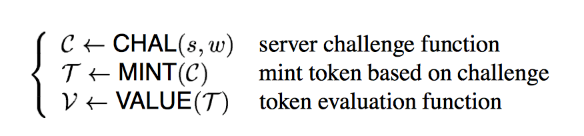 𝒞 ← CHAL(s, w) server challenge function
𝒯 ← MINT(𝒞) mint token based on challenge
𝒱 ← VALUE(𝒯) token evaluation function